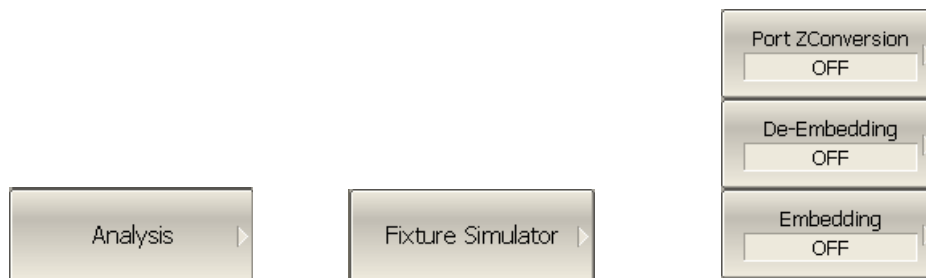 Analysis
Fixture Simulator
Port ZConversion
OFF
De-Embedding
OFF
Embedding
OFF